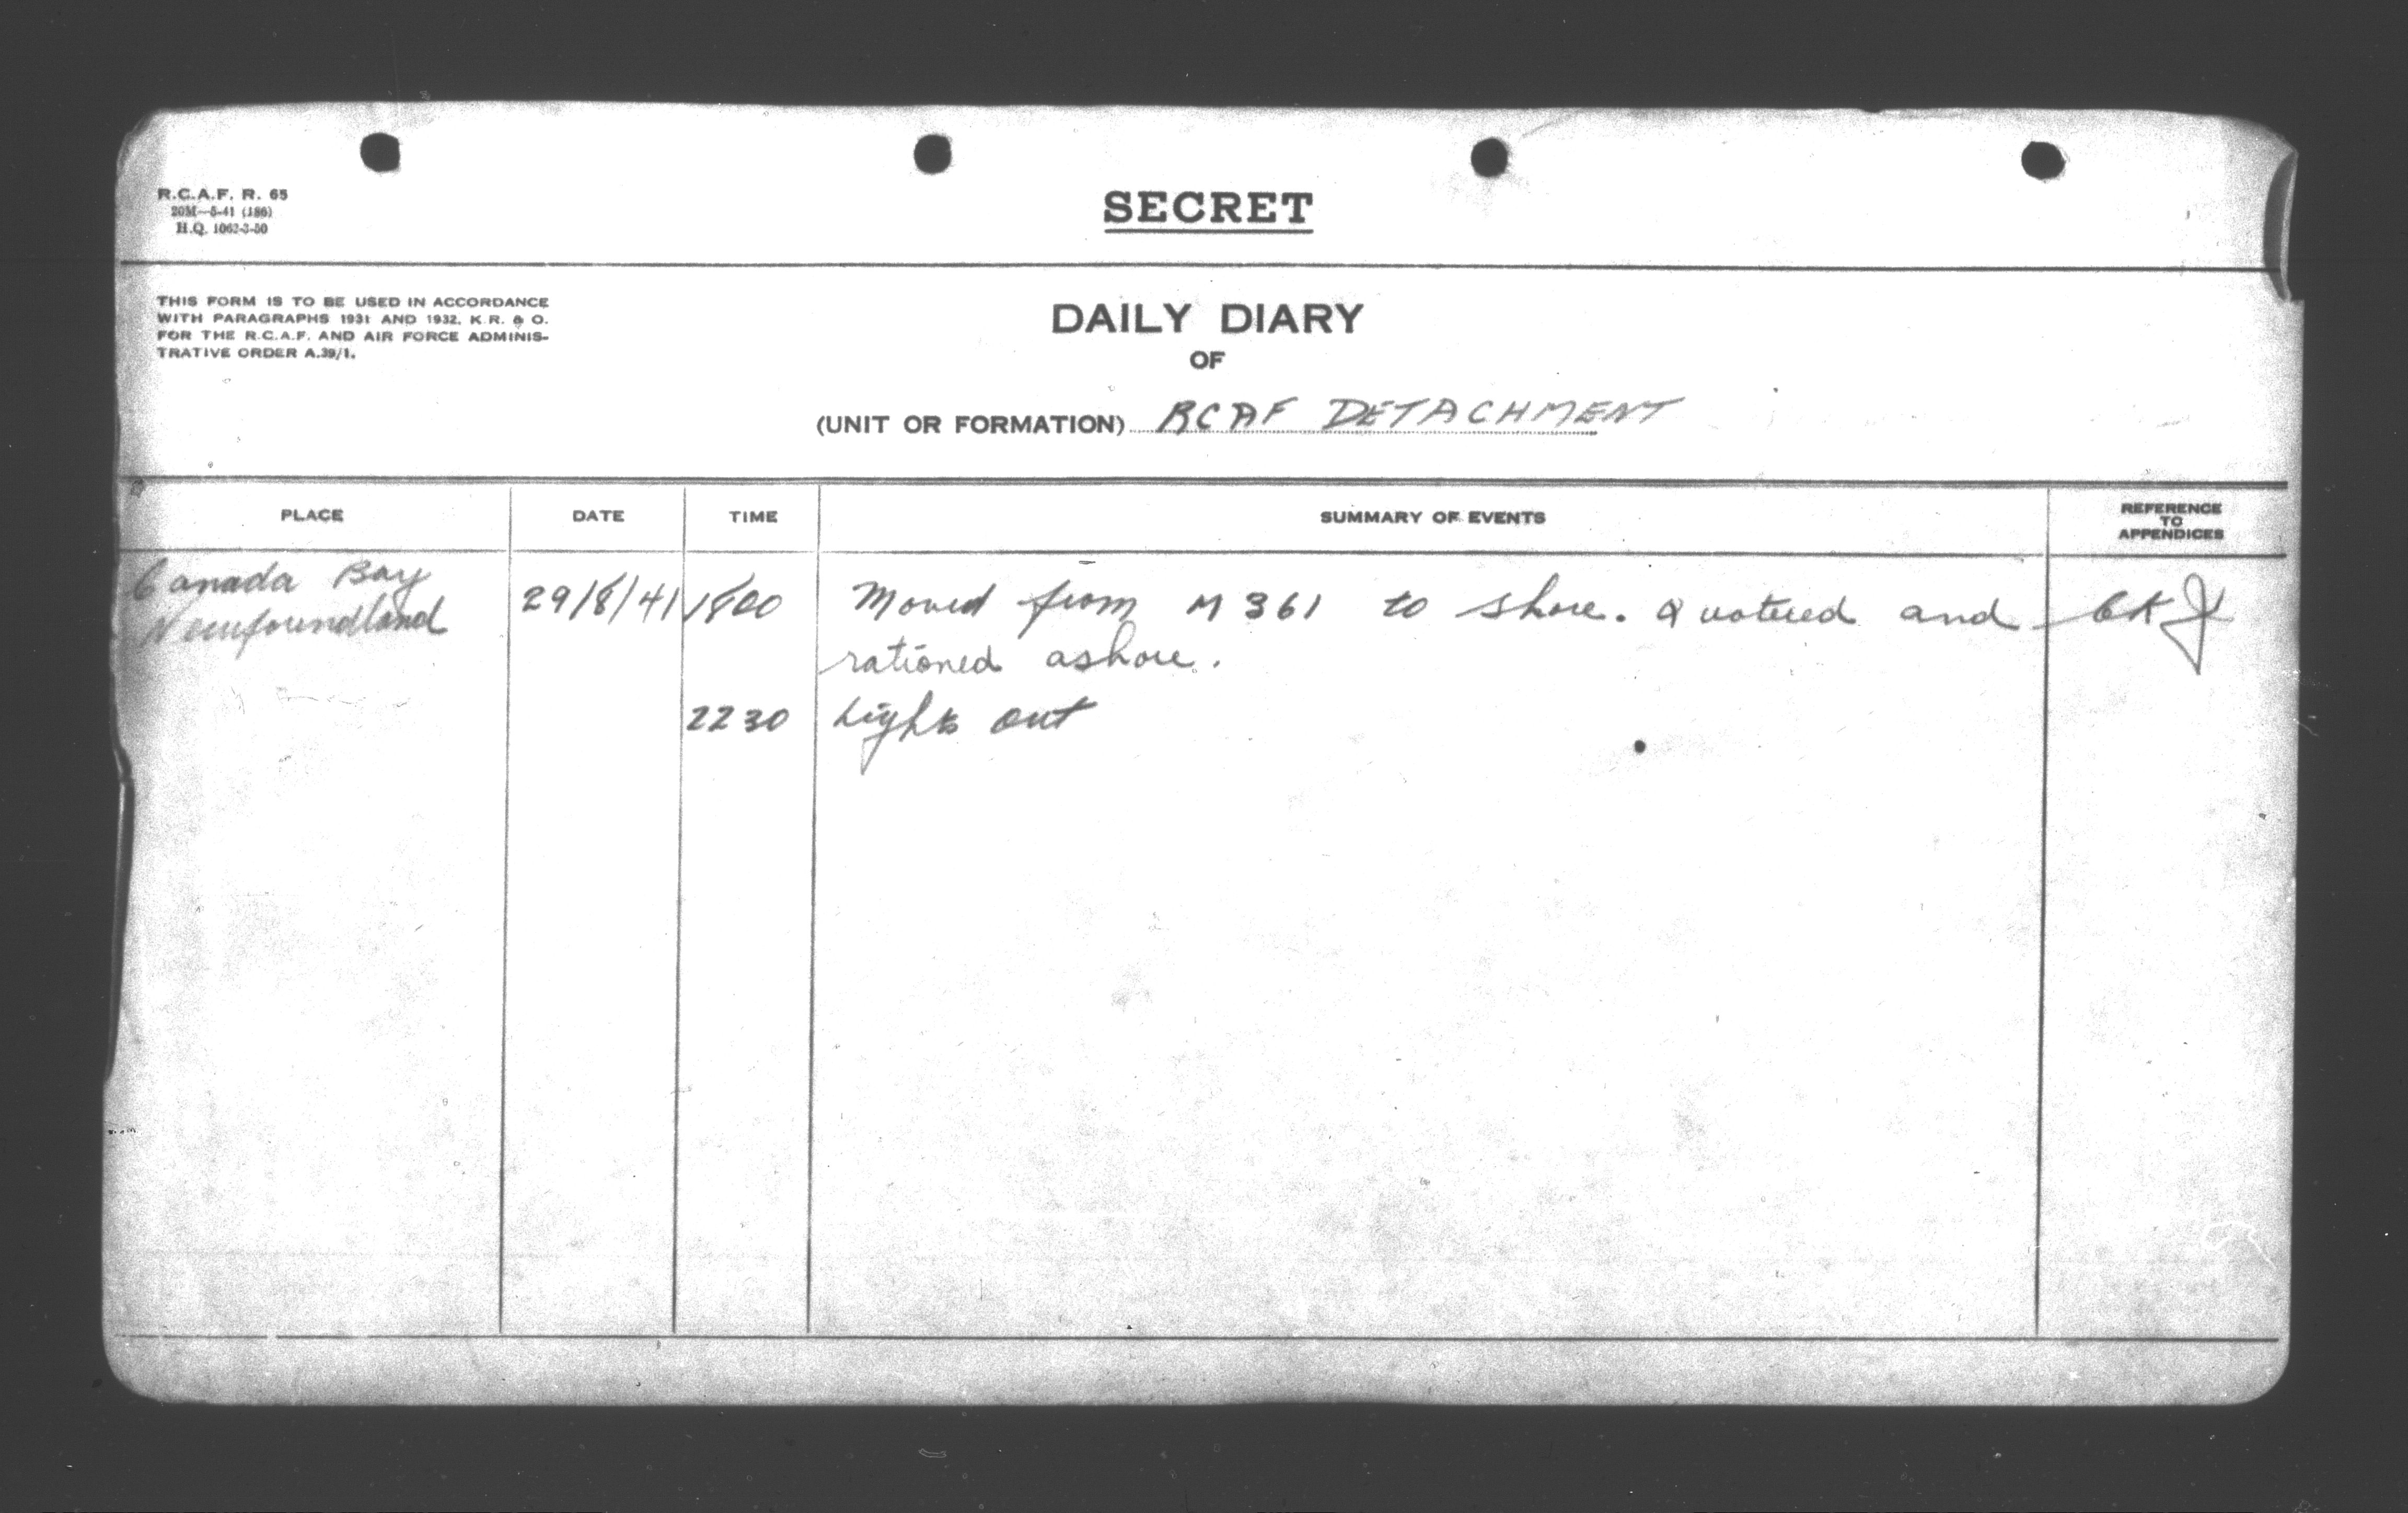 R.C.A.F. R. 65
20M—5-41 (186)
H.Q. 1062-3-50
SECRET
THIS FORM IS TO BE USED IN ACCORDANCE
WITH PARAGRAPHS 1931 AND 1932, K.R. & O.
FOR THE R.C.A.F. AND AIR FORCE ADMINIS-
TRATIVE ORDER A.39/1.
DAILY DIARY
OF
(UNIT OR FORMATION) RCAF DETACHMENT
PLACE DATE TIME SUMMARY OF EVENTS REFERENCE TO APPENDICES
Canada Bay
Newfoundland 29/8/41 1800 Moved from M 361 to shore. Quartered and CKJ
rationed ashore.
2230 Lights out